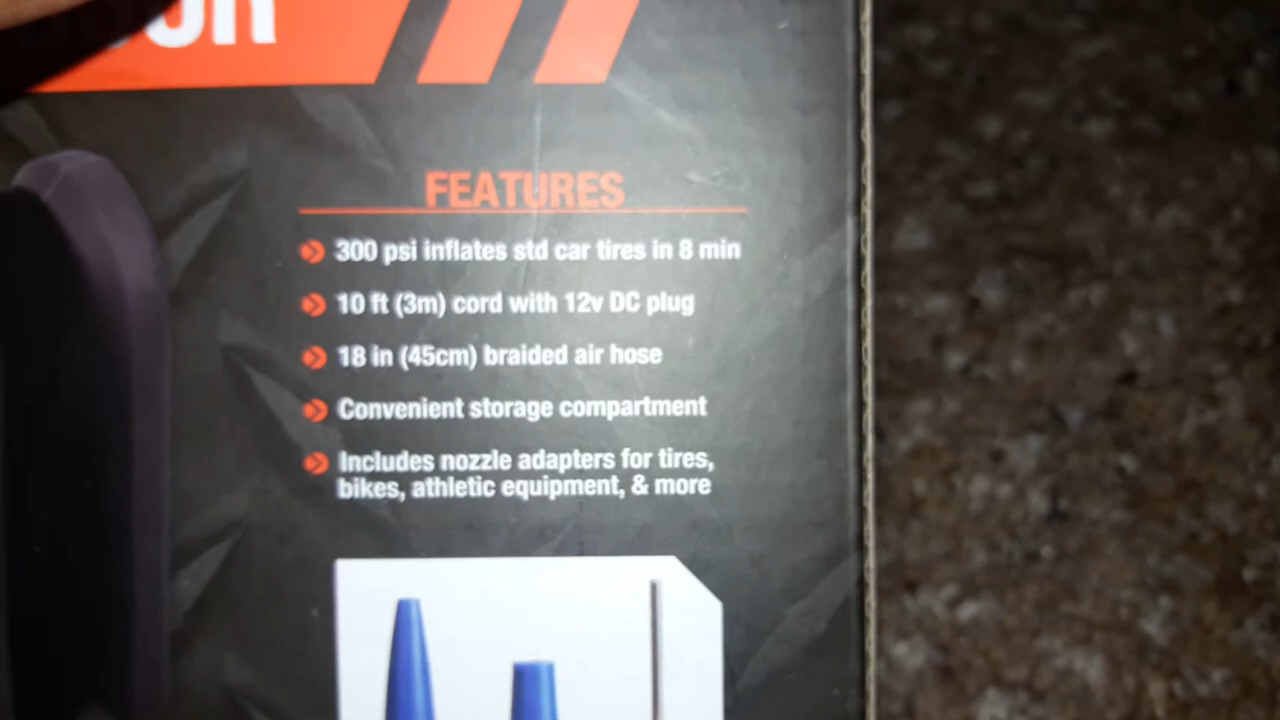 FEATURES
300 psi inflates std car tires in 8 min
10 ft (3m) cord with 12v DC plug
18 in (45cm) braided air hose
Convenient storage compartment
Includes nozzle adapters for tires,
bikes, athletic equipment, & more